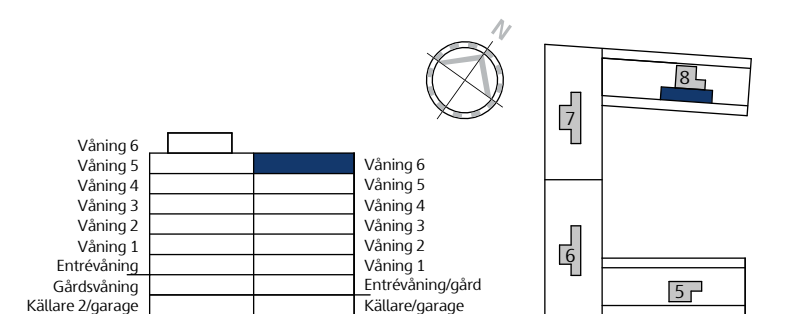 N
8
7
6
5
Våning 6
Våning 5
Våning 4
Våning 3
Våning 2
Våning 1
Entrévåning
Gårdsvåning
Källare 2/garage
Våning 6
Våning 5
Våning 4
Våning 3
Våning 2
Våning 1
Entrévåning/gård
Källare/garage